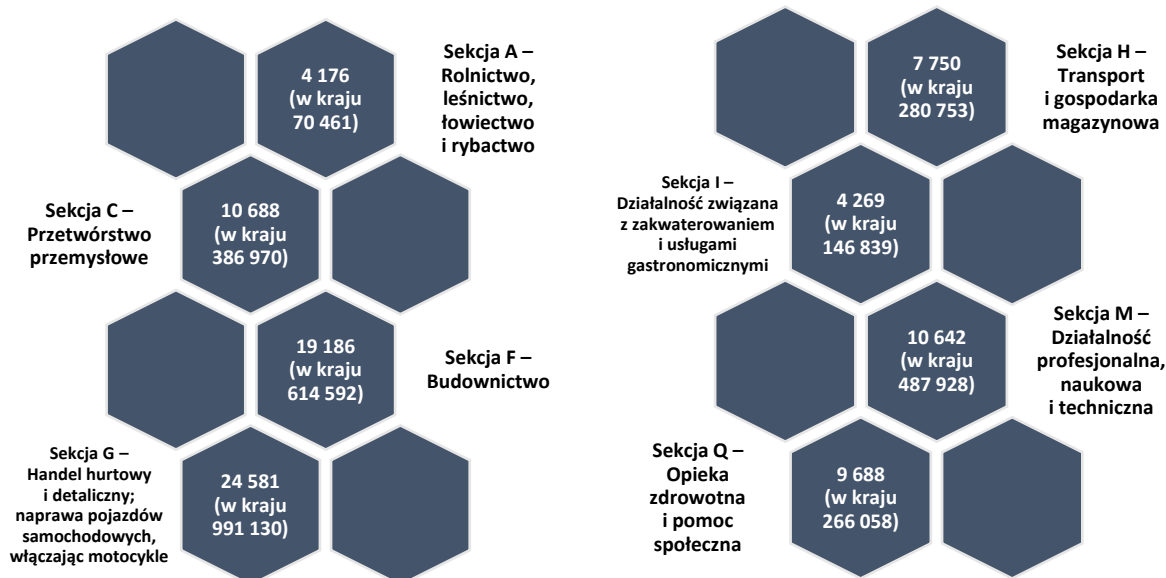 4 176
(w kraju
70 461)
Sekcja A –
Rolnictwo,
leśnictwo,
łowiectwo
i rybactwo
Sekcja C –
Przetwórstwo
przemysłowe
10 688
(w kraju
386 970)
19 186
(w kraju
614 592)
Sekcja F –
Budownictwo
Sekcja G –
Handel hurtowy
i detaliczny;
naprawa pojazdów
samochodowych,
włączając motocykle
24 581
(w kraju
991 130)
7 750
(w kraju
280 753)
Sekcja H –
Transport
i gospodarka
magazynowa
Sekcja I –
Działalność związana
z zakwaterowaniem
i usługami
gastronomicznymi
4 269
(w kraju
146 839)
10 642
(w kraju
487 928)
Sekcja M –
Działalność
profesjonalna,
naukowa
i techniczna
Sekcja Q –
Opieka
zdrowotna
i pomoc
społeczna
9 688
(w kraju
266 058)